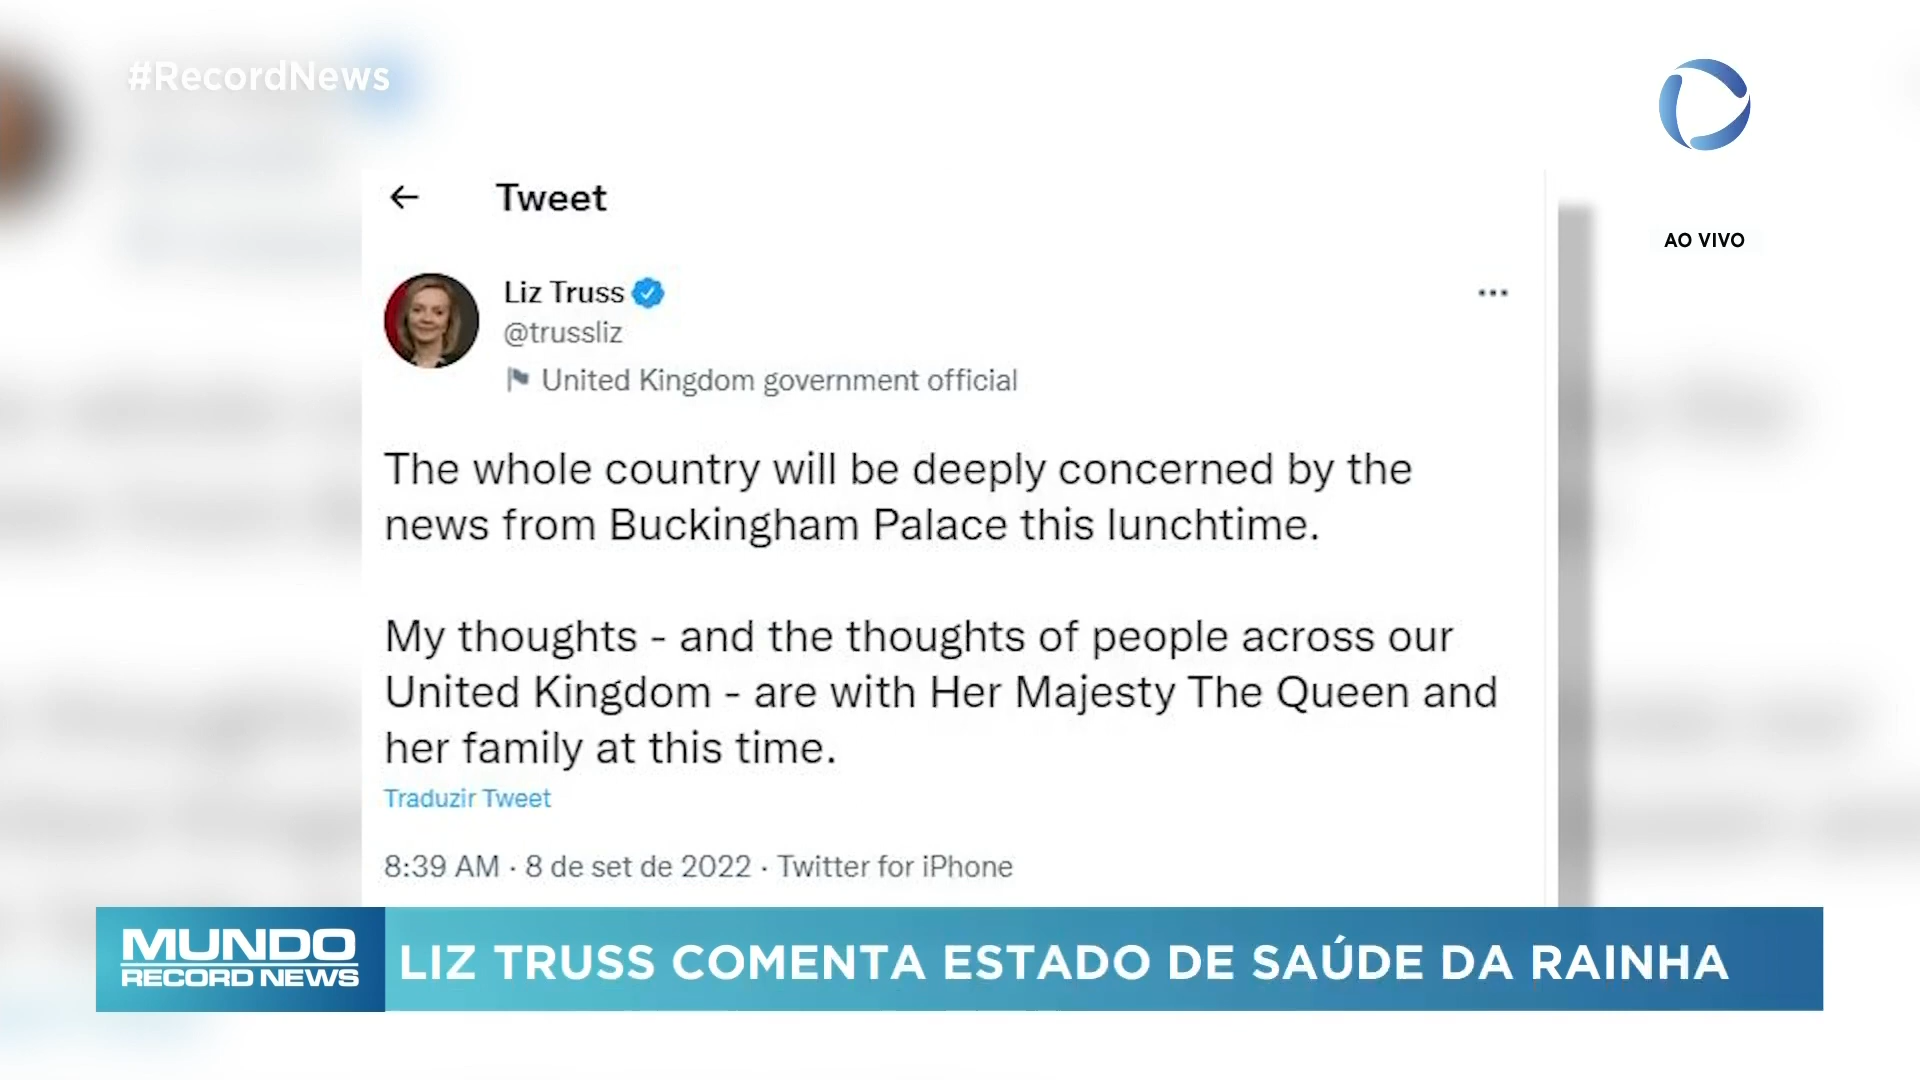 #RecordNews
AO VIVO
Tweet
Liz Truss
@trussliz
United Kingdom government official
The whole country will be deeply concerned by the
news from Buckingham Palace this lunchtime.
My thoughts - and the thoughts of people across our
United Kingdom - are with Her Majesty The Queen and
her family at this time.
Traduzir Tweet
8:39 AM · 8 de set de 2022 · Twitter for iPhone
MUNDO
RECORD NEWS
LIZ TRUSS COMENTA ESTADO DE SAÚDE DA RAINHA